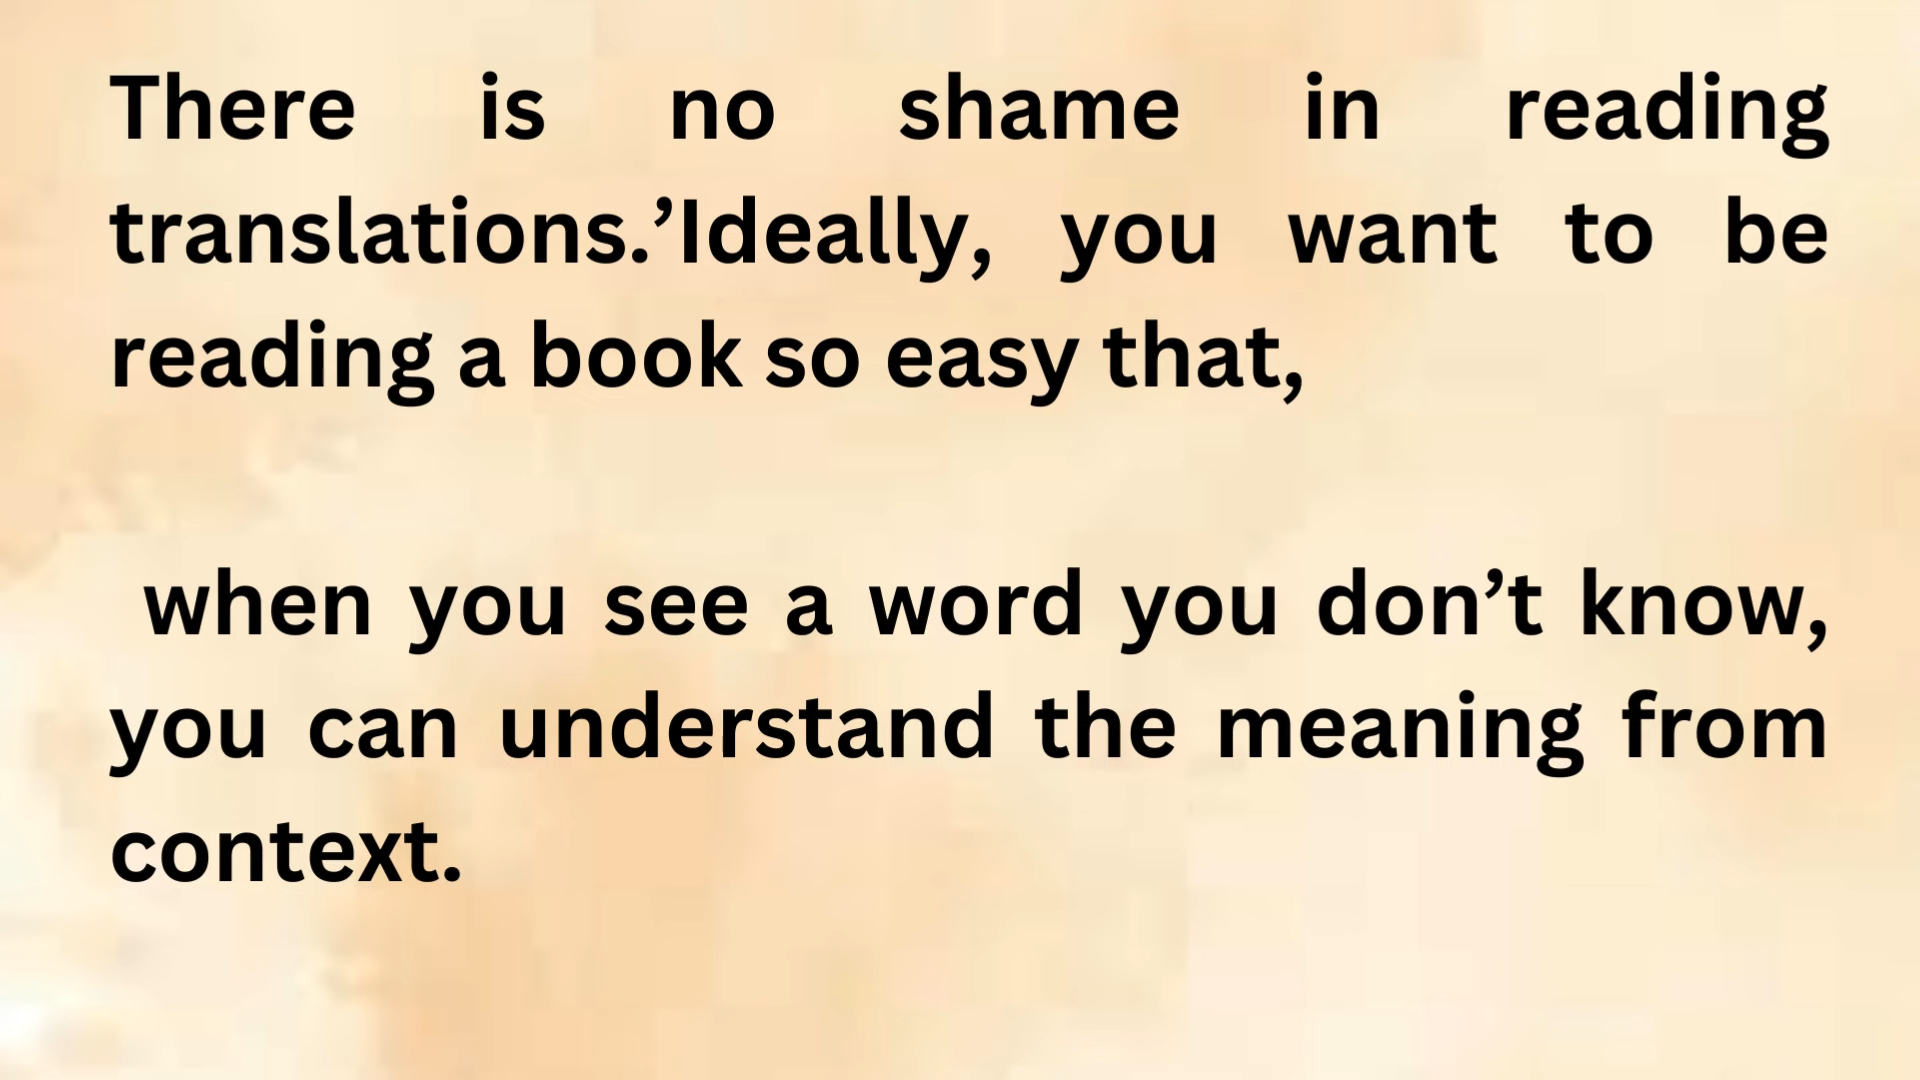 There is no shame in reading
translations.’Ideally, you want to be
reading a book so easy that,
when you see a word you don’t know,
you can understand the meaning from
context.